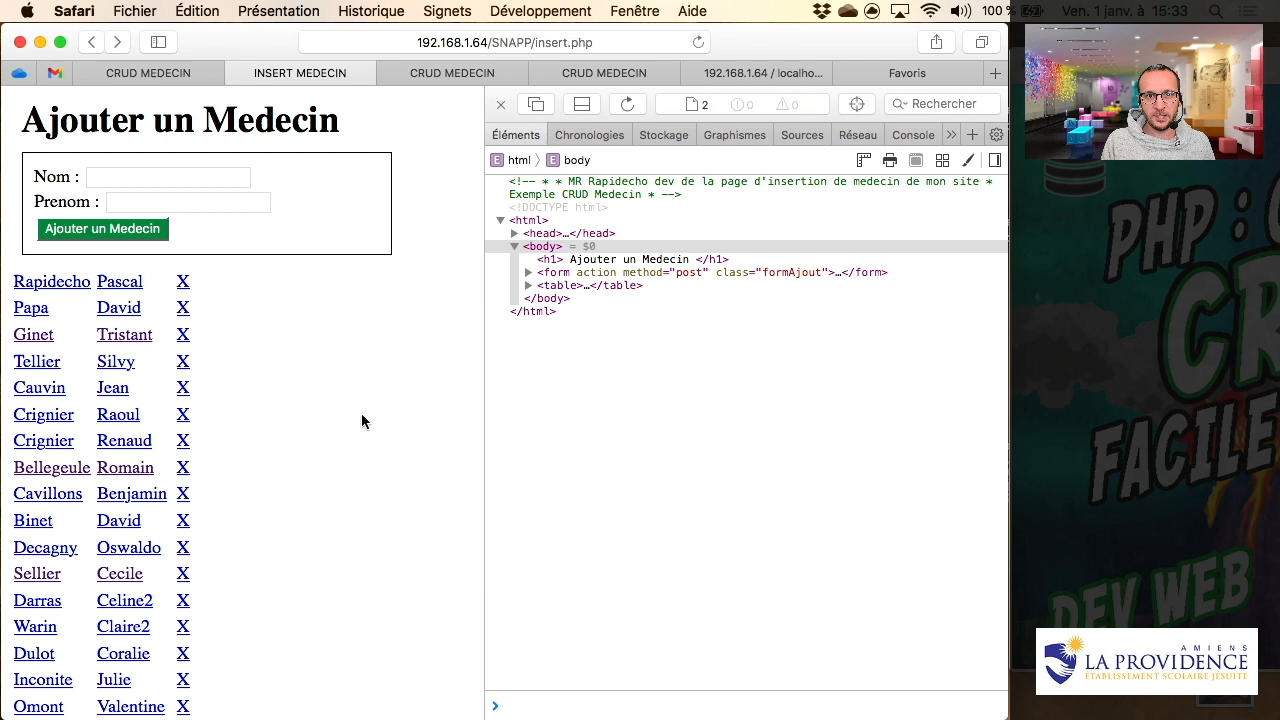 Safari Fichier Édition Présentation Historique Signets Développement Fenêtre Aide 100 % Ven. 1 janv. à 15:33
192.168.1.64/SNAPP/insert.php
CRUD MEDECIN INSERT MEDECIN CRUD MEDECIN CRUD MEDECIN 192.168.1.64 / localho... Favoris
Ajouter un Medecin
Nom :
Prenom :
Ajouter un Medecin
Rapidecho Pascal X
Papa David X
Ginet Tristant X
Tellier Silvy X
Cauvin Jean X
Crignier Raoul X
Crignier Renaud X
Bellegeule Romain X
Cavillons Benjamin X
Binet David X
Decagny Oswaldo X
Sellier Cecile X
Darras Celine2 X
Warin Claire2 X
Dulot Coralie X
Inconite Julie X
Omont Valentine X
2 0 0 Rechercher
Éléments Chronologies Stockage Graphismes Sources Réseau Console
E html E body
<!-- * * MR Rapidecho dev de la page d'insertion de medecin de mon site *
Exemple CRUD Medecin * -->
<!DOCTYPE html>
<html>
<head>…</head>
<body> = $0
<h1> Ajouter un Medecin </h1>
<form action method="post" class="formAjout">…</form>
<table>…</table>
</body>
</html>
PHP : C
CR
FACILE
DEV WEB
AMIENS
LA PROVIDENCE
ETABLISSEMENT SCOLAIRE JÉSUITE